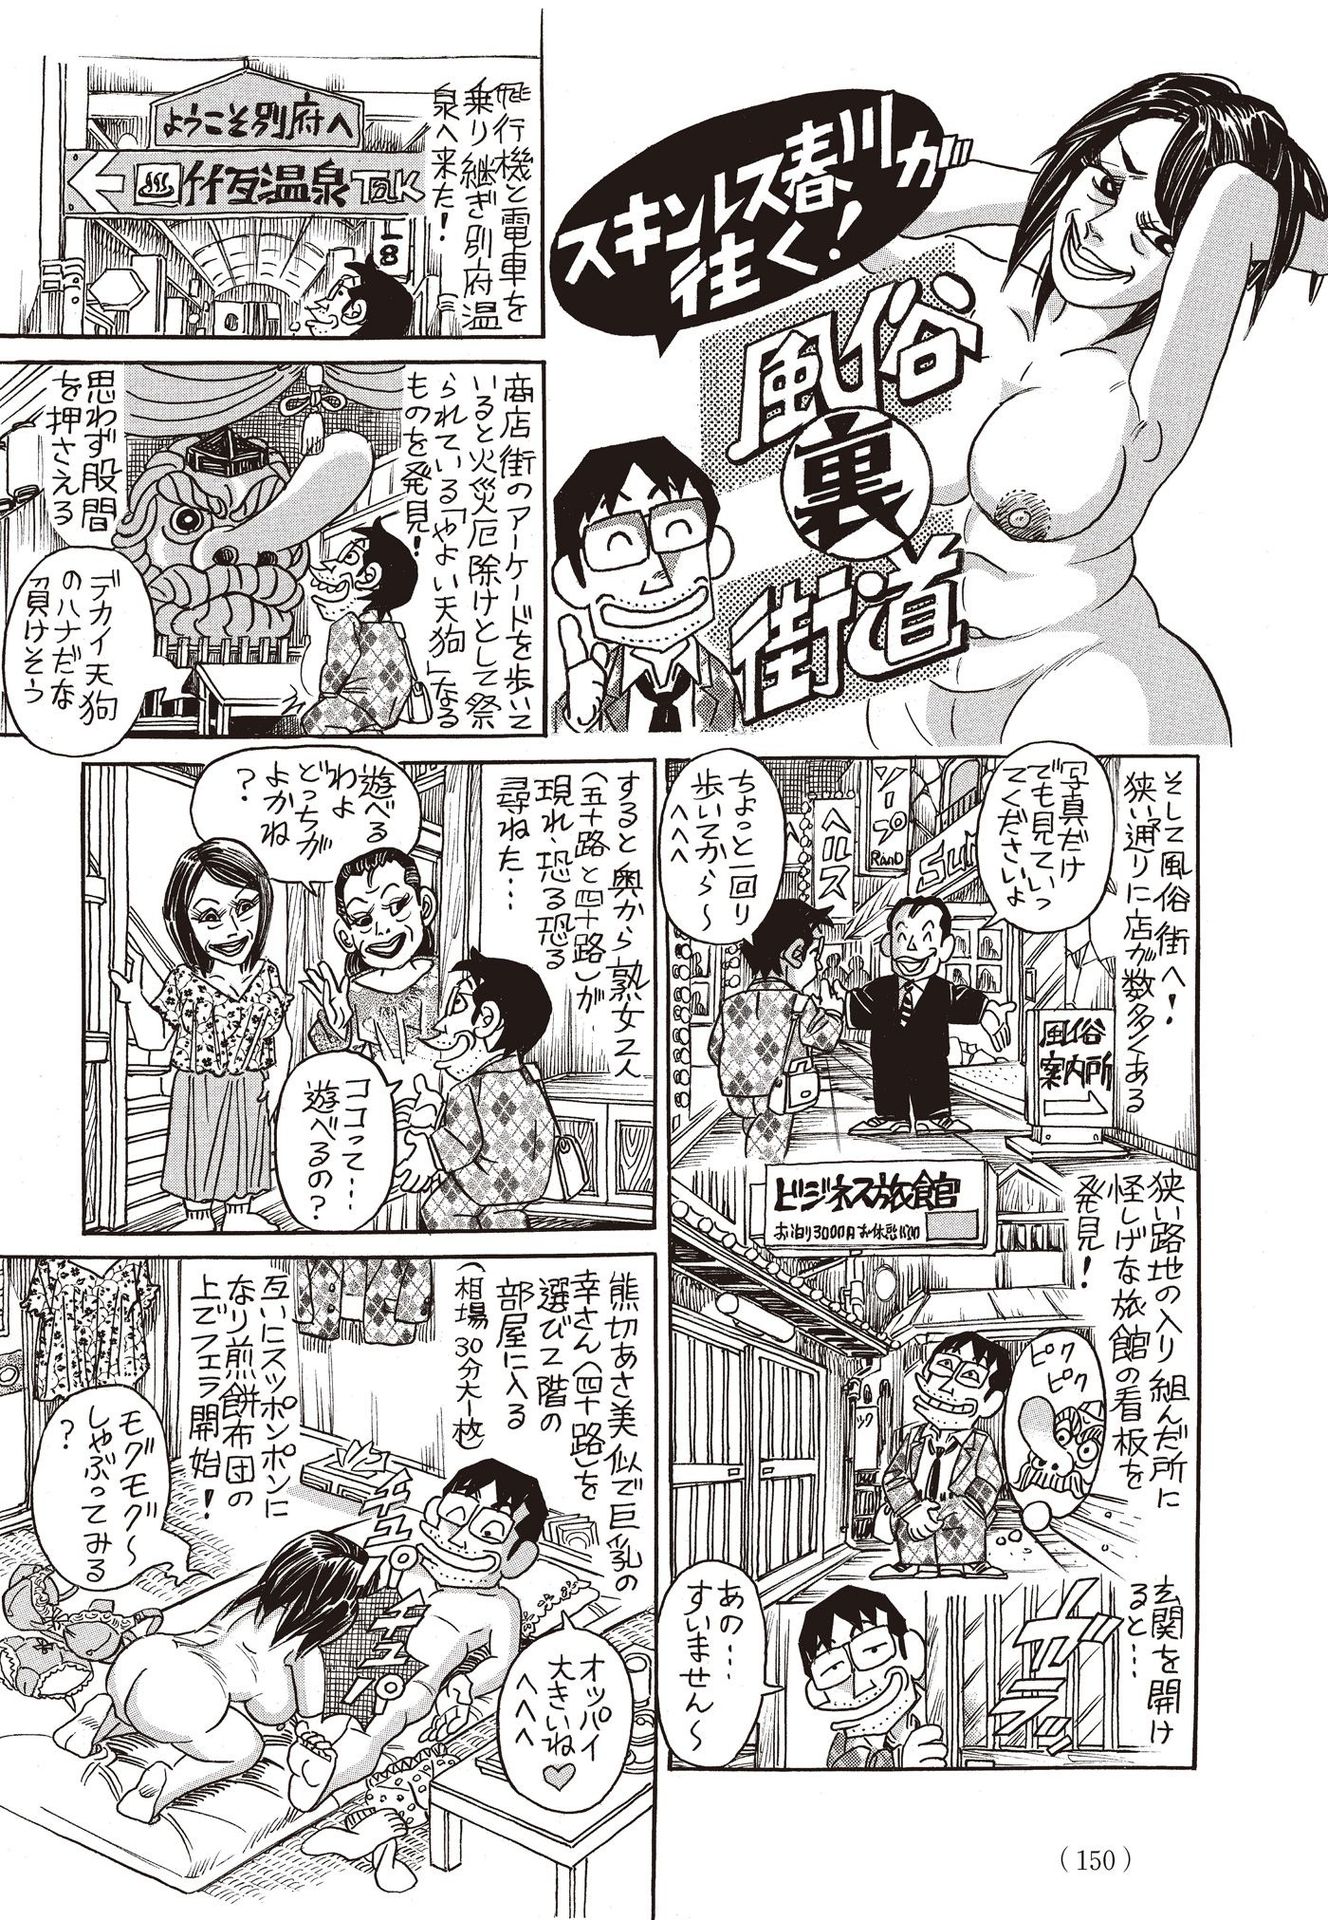 スキンレス春川が
往く!
風俗
裏
街道
飛行機と電車を
乗り継ぎ別府温
泉へ来た!
ようこそ別府へ
竹瓦温泉
8
商店街のアーケードを歩いて
いると火災厄除けとして祭
られている「やよい天狗」なる
ものを発見!
思わず股間
を押さえる
デカイ天狗
のハナだな
負けそう
そして風俗街へ!
狭い通りに店が数多くある
写真だけ
でも見ていっ
てくださいよ
ちょっと一回り
歩いてから〜
へへへ
ソープ
RanD
ヘルス
風俗
案内所
狭い路地の入り組んだ所に
怪しげな旅館の看板を
発見!
ビジネス旅館
お泊り3000円お休憩1500
ピク
ピク
ック
玄関を開け
ると…
ガラッ
あの…
すいません〜
すると奥から熟女2人
(五十路と四十路)が
現れ、恐る恐る
尋ねた…
ココって…
遊べるの?
遊べる
わよ
どっちが
よかね
?
熊切あさ美似で巨乳の
幸さん(四十路)を
選び2階の
部屋に入る
(相場30分大一枚)
互いにスッポンポンに
なり煎餅布団の
上でフェラ開始!
モグモグ〜
しゃぶってみる
?
チュパ
チュパ
オッパイ
大きいね
へへへ
(150)